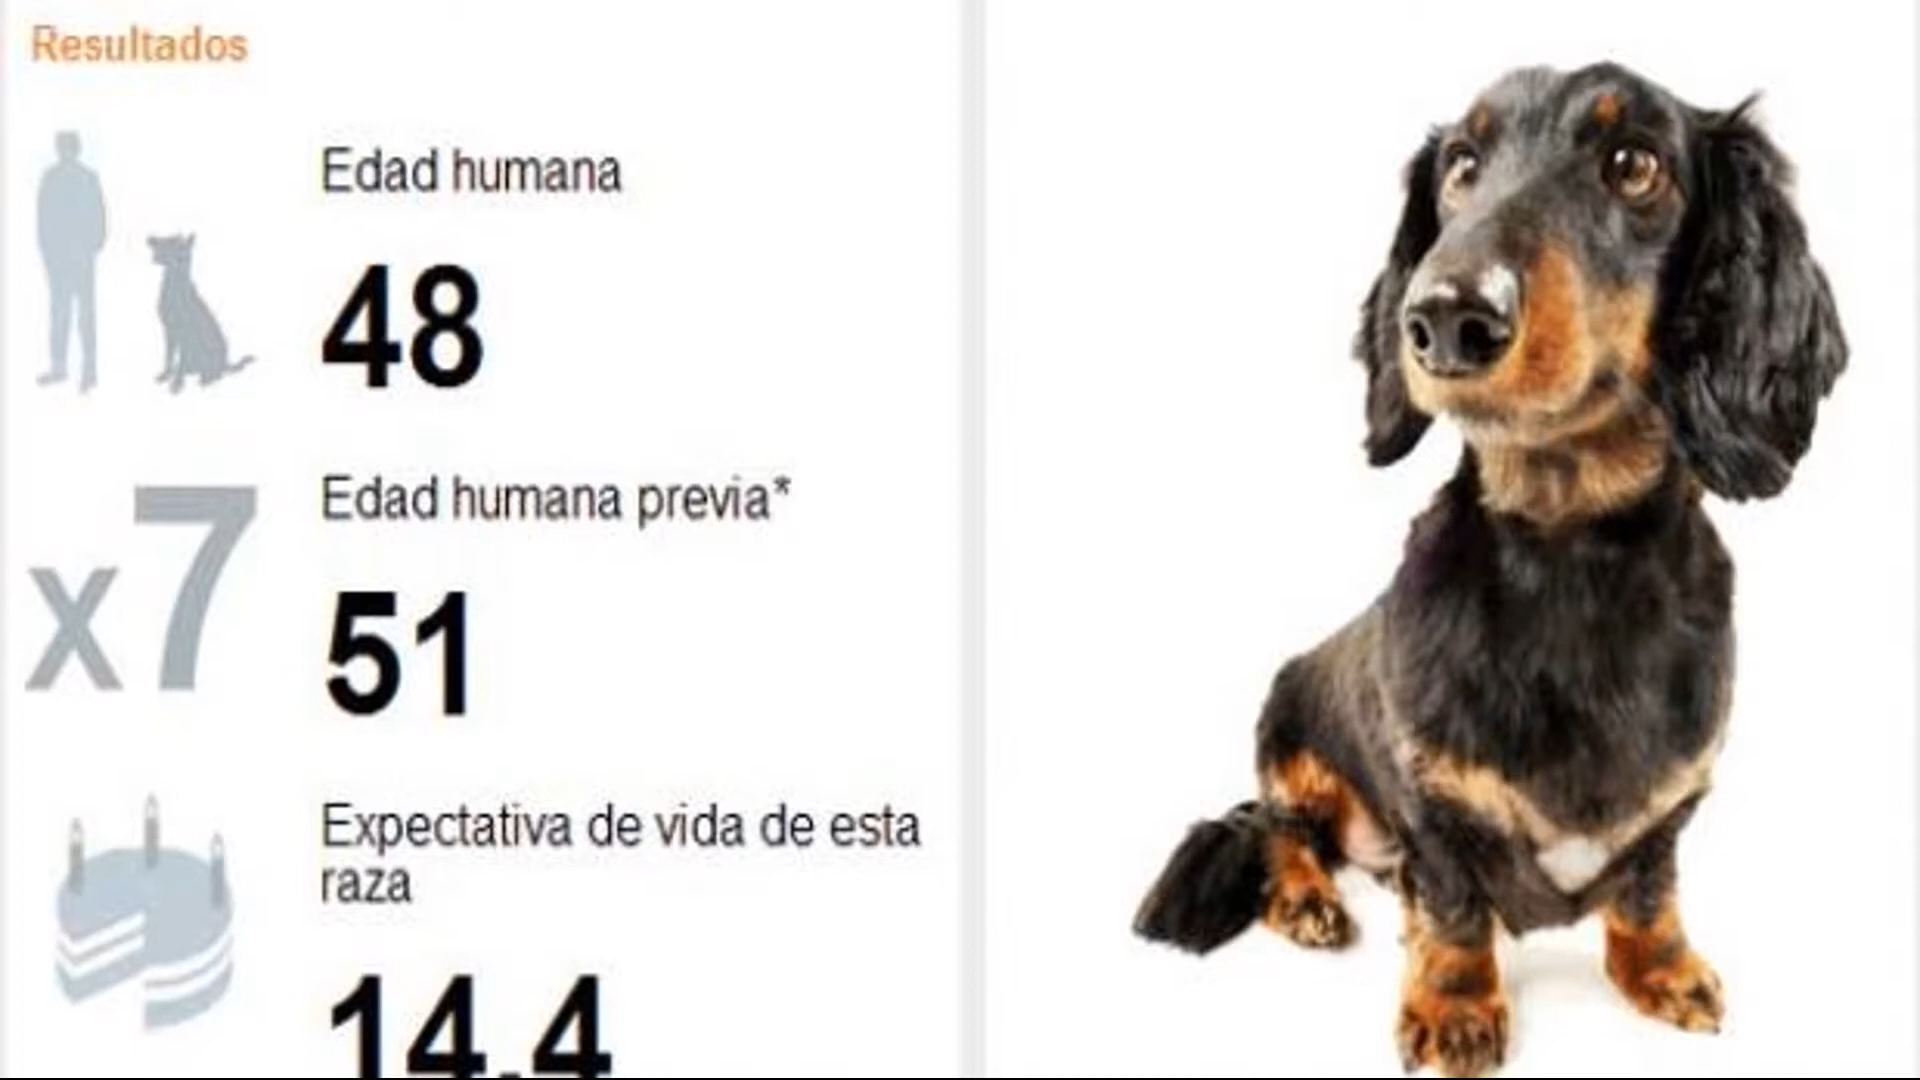 Resultados
Edad humana
48
x7
Edad humana previa*
51
Expectativa de vida de esta
raza
14.4